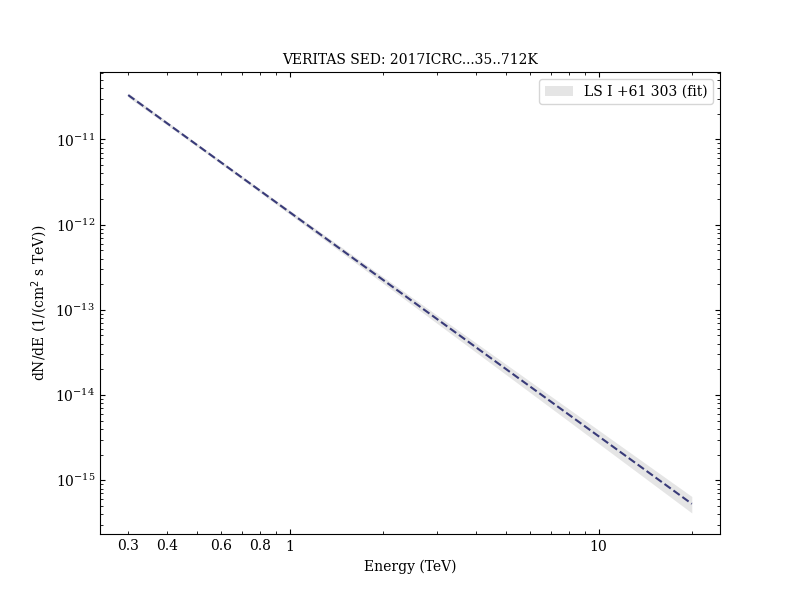 VERITAS SED: 2017ICRC...35..712K
LS I +61 303 (fit)
dN/dE (1/(cm² s TeV))
10⁻¹¹
10⁻¹²
10⁻¹³
10⁻¹⁴
10⁻¹⁵
0.3 0.4 0.6 0.8 1 10
Energy (TeV)